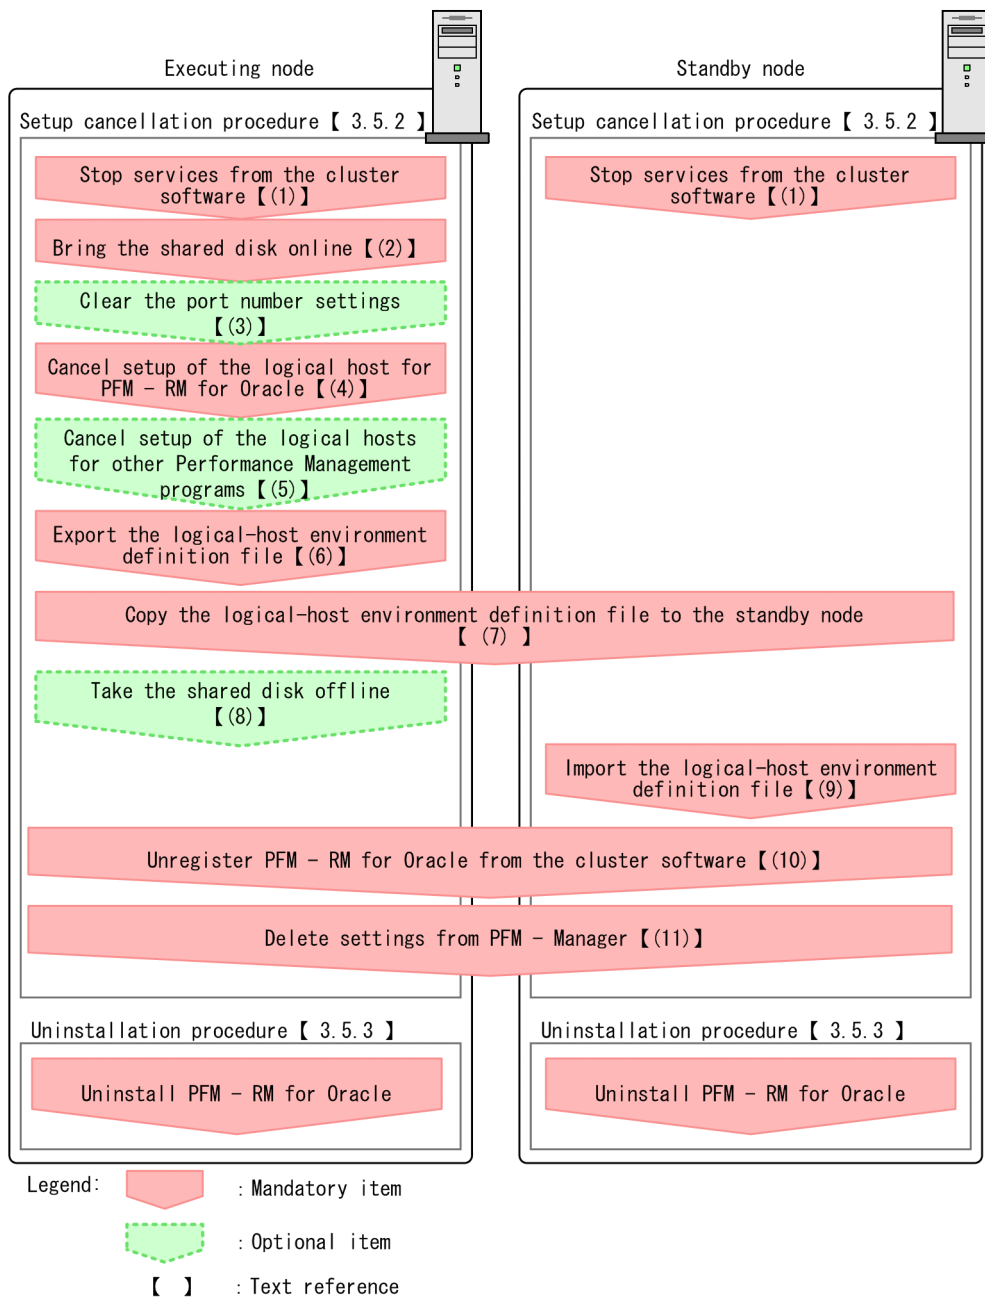 Executing node
Standby node
Setup cancellation procedure【 3.5.2 】
Setup cancellation procedure【 3.5.2 】
Stop services from the cluster
software【(1)】
Stop services from the cluster
software【(1)】
Bring the shared disk online【(2)】
Clear the port number settings
【(3)】
Cancel setup of the logical host for
PFM - RM for Oracle【(4)】
Cancel setup of the logical hosts
for other Performance Management
programs【(5)】
Export the logical-host environment
definition file【(6)】
Copy the logical-host environment definition file to the standby node
【 (7) 】
Take the shared disk offline
【(8)】
Import the logical-host environment
definition file【(9)】
Unregister PFM - RM for Oracle from the cluster software【(10)】
Delete settings from PFM - Manager【(11)】
Uninstallation procedure【 3.5.3 】
Uninstallation procedure【 3.5.3 】
Uninstall PFM - RM for Oracle
Uninstall PFM - RM for Oracle
Legend:
: Mandatory item
: Optional item
【 】 : Text reference